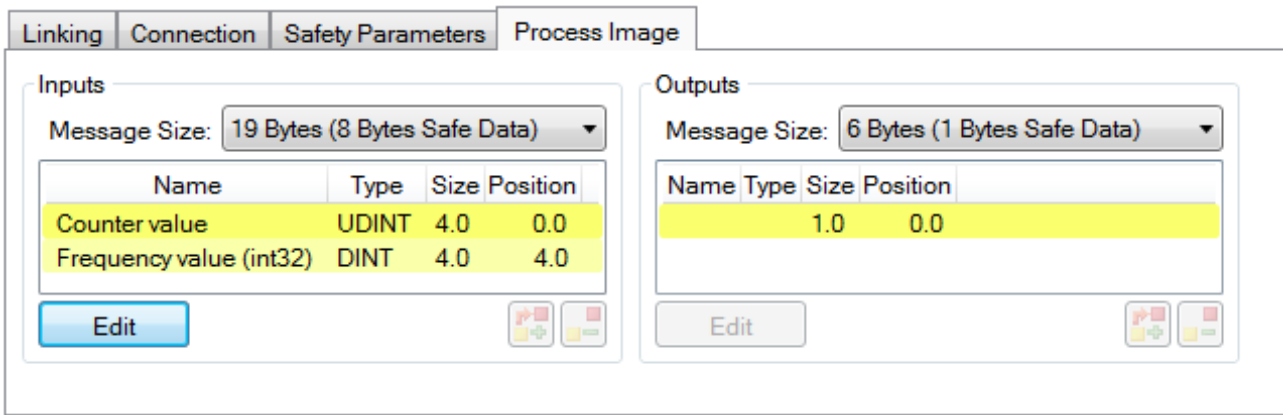 Linking Connection Safety Parameters Process Image
Inputs
Message Size: 19 Bytes (8 Bytes Safe Data)
Name Type Size Position
Counter value UDINT 4.0 0.0
Frequency value (int32) DINT 4.0 4.0
Edit
Outputs
Message Size: 6 Bytes (1 Bytes Safe Data)
Name Type Size Position
1.0 0.0
Edit